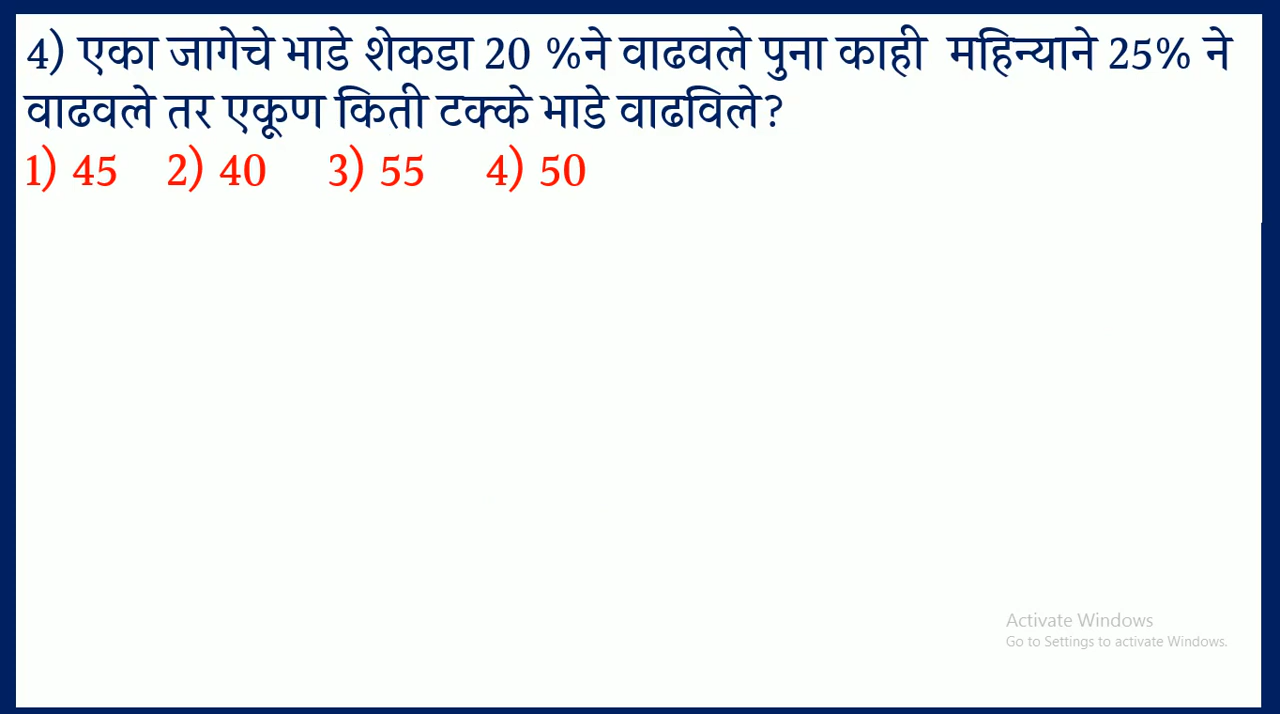 4) एका जागेचे भाडे शेकडा 20 %ने वाढवले पुना काही महिन्याने 25% ने
वाढवले तर एकूण किती टक्के भाडे वाढविले?
1) 45 2) 40 3) 55 4) 50
Activate Windows
Go to Settings to activate Windows.